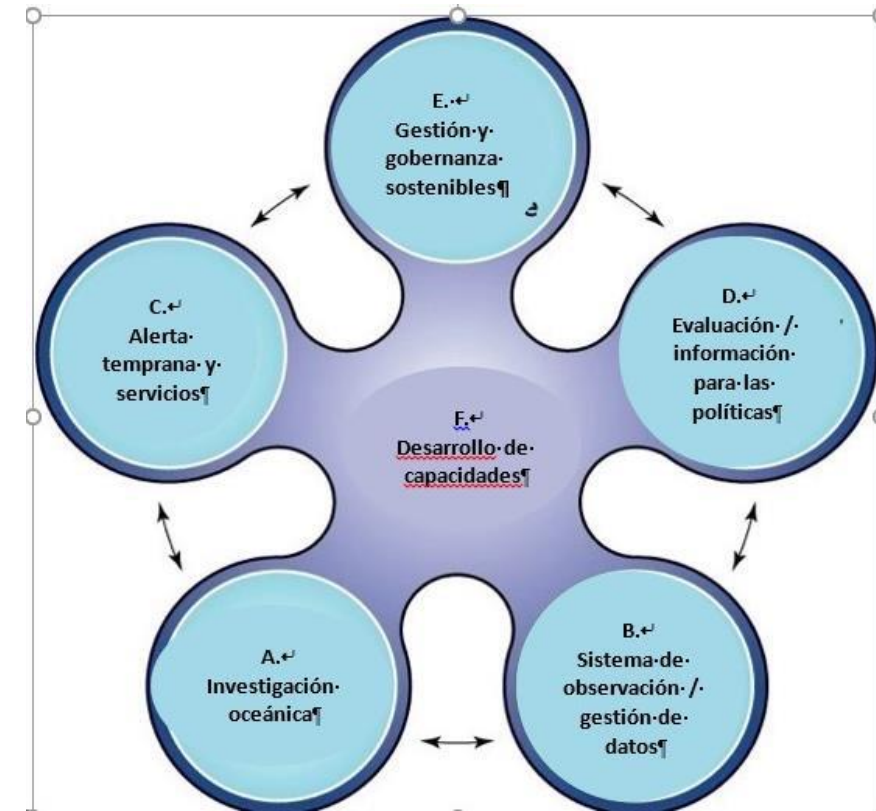 E.
Gestión y
gobernanza
sostenibles
e
C.
Alerta
temprana y
servicios
D.
Evaluación /
información
para las
políticas
F.
Desarrollo de
capacidades
A.
Investigación
oceánica
B.
Sistema de
observación /
gestión de
datos